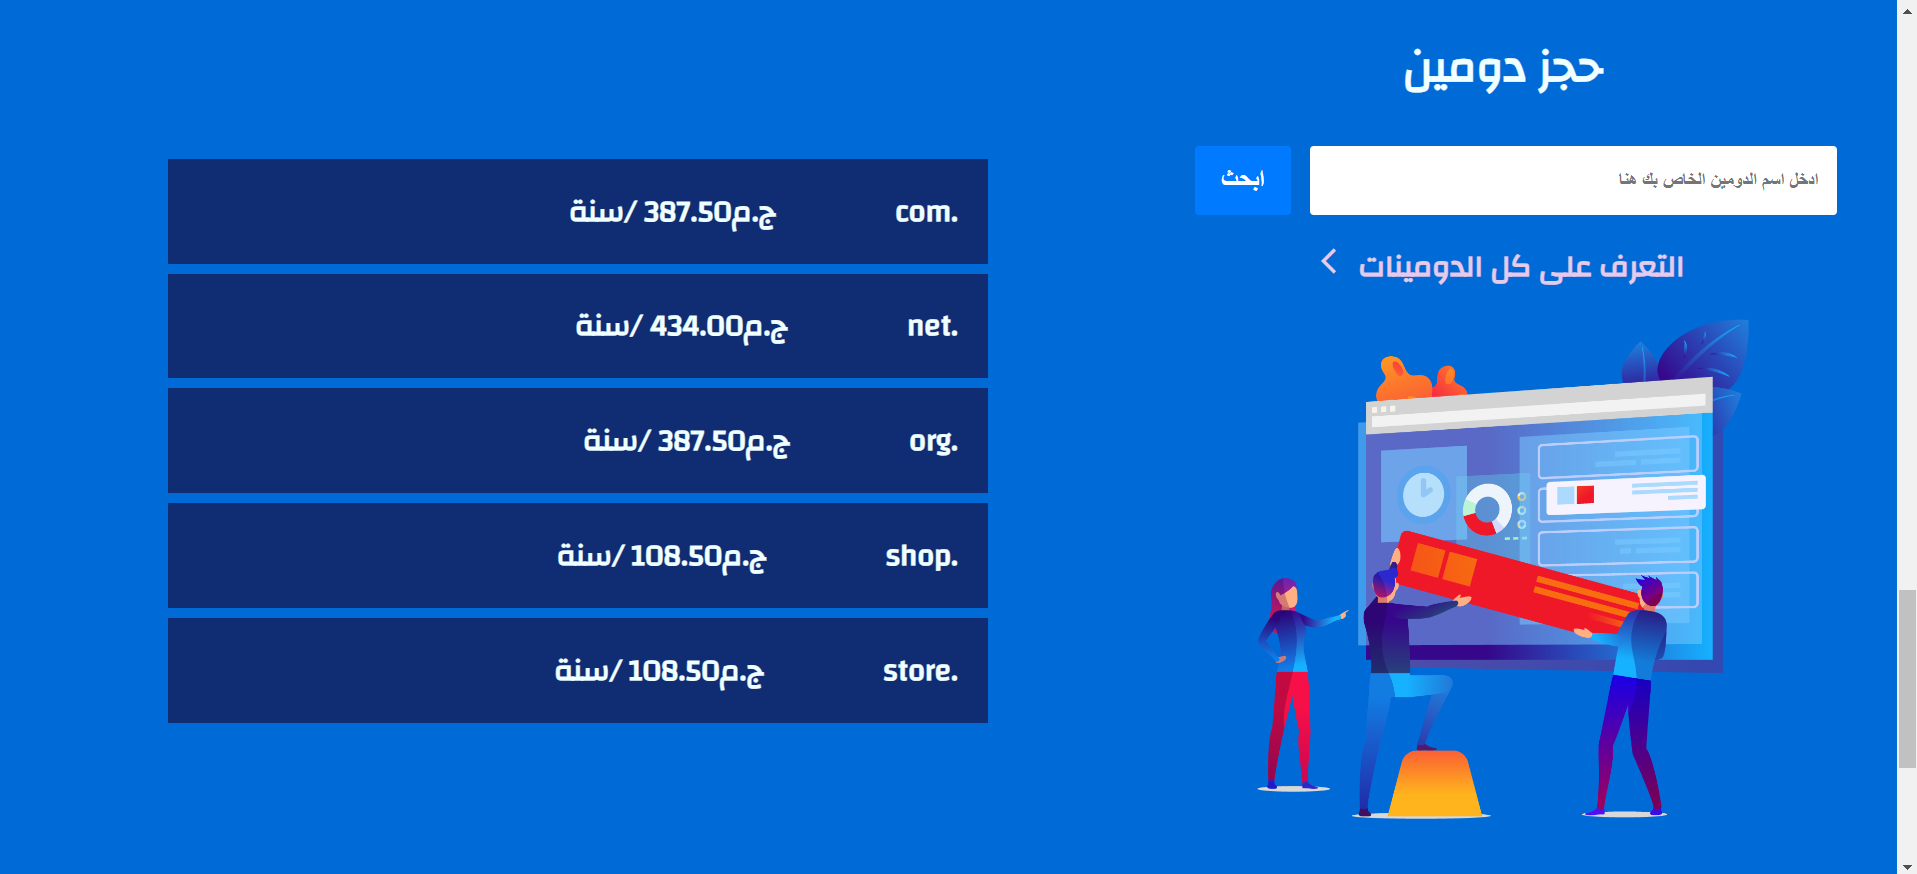 حجز دومين
ادخل اسم الدومين الخاص بك هنا
ابحث
التعرف على كل الدومينات
com. ج.م387.50 /سنة
net. ج.م434.00 /سنة
org. ج.م387.50 /سنة
shop. ج.م108.50 /سنة
store. ج.م108.50 /سنة